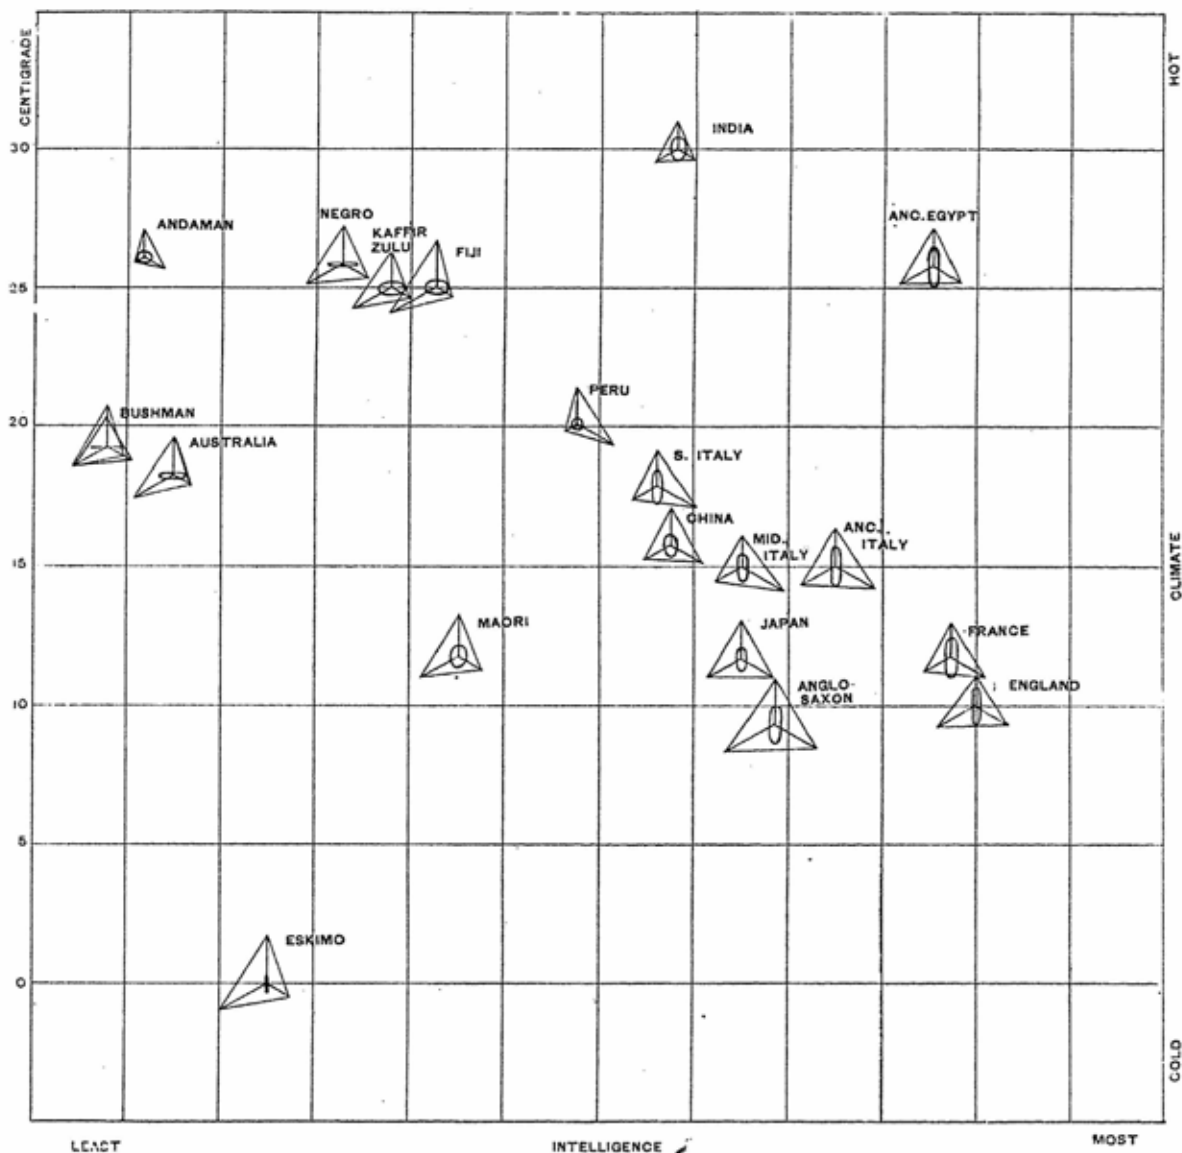 CENTIGRADE
HOT
30
INDIA
ANDAMAN
NEGRO
ANC. EGYPT
KAFFIR
ZULU
FIJI
25
PERU
20
BUSHMAN
AUSTRALIA
S. ITALY
CHINA
ANC.
ITALY
MID.
ITALY
15
CLIMATE
MAORI
JAPAN
FRANCE
ANGLO-
SAXON
ENGLAND
10
5
ESKIMO
0
COLD
LEAST
INTELLIGENCE
MOST